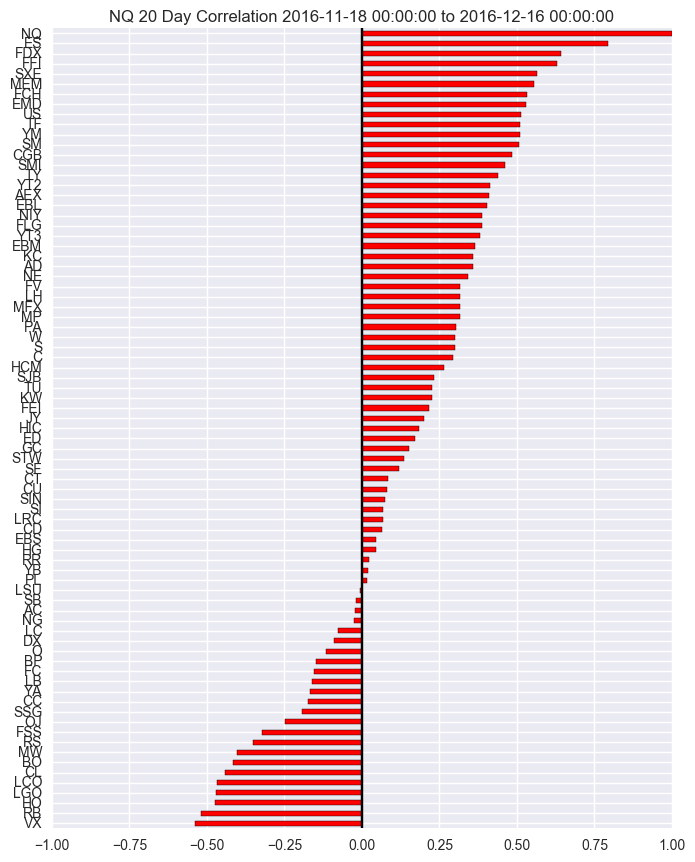 NQ 20 Day Correlation 2016-11-18 00:00:00 to 2016-12-16 00:00:00
NQ
ES
FDX
FFI
SXE
MEM
FCH
EMD
US
TF
YM
SM
CGB
SMI
TY
YT2
AEX
EBL
NIY
FLG
YT3
EBM
KC
AD
NE
FV
LH
MFX
MP
PA
W
S
C
HCM
SJB
TU
KW
FEI
JY
HIC
ED
GC
STW
SF
CT
CU
SIN
SI
LRC
CD
EBS
HG
RR
YB
PL
LSU
SB
AC
NG
LC
DX
O
BP
FC
LB
YA
CC
SSG
OJ
FSS
RS
MW
BO
CL
LCO
LGO
HO
RB
VX
−1.00 −0.75 −0.50 −0.25 0.00 0.25 0.50 0.75 1.00